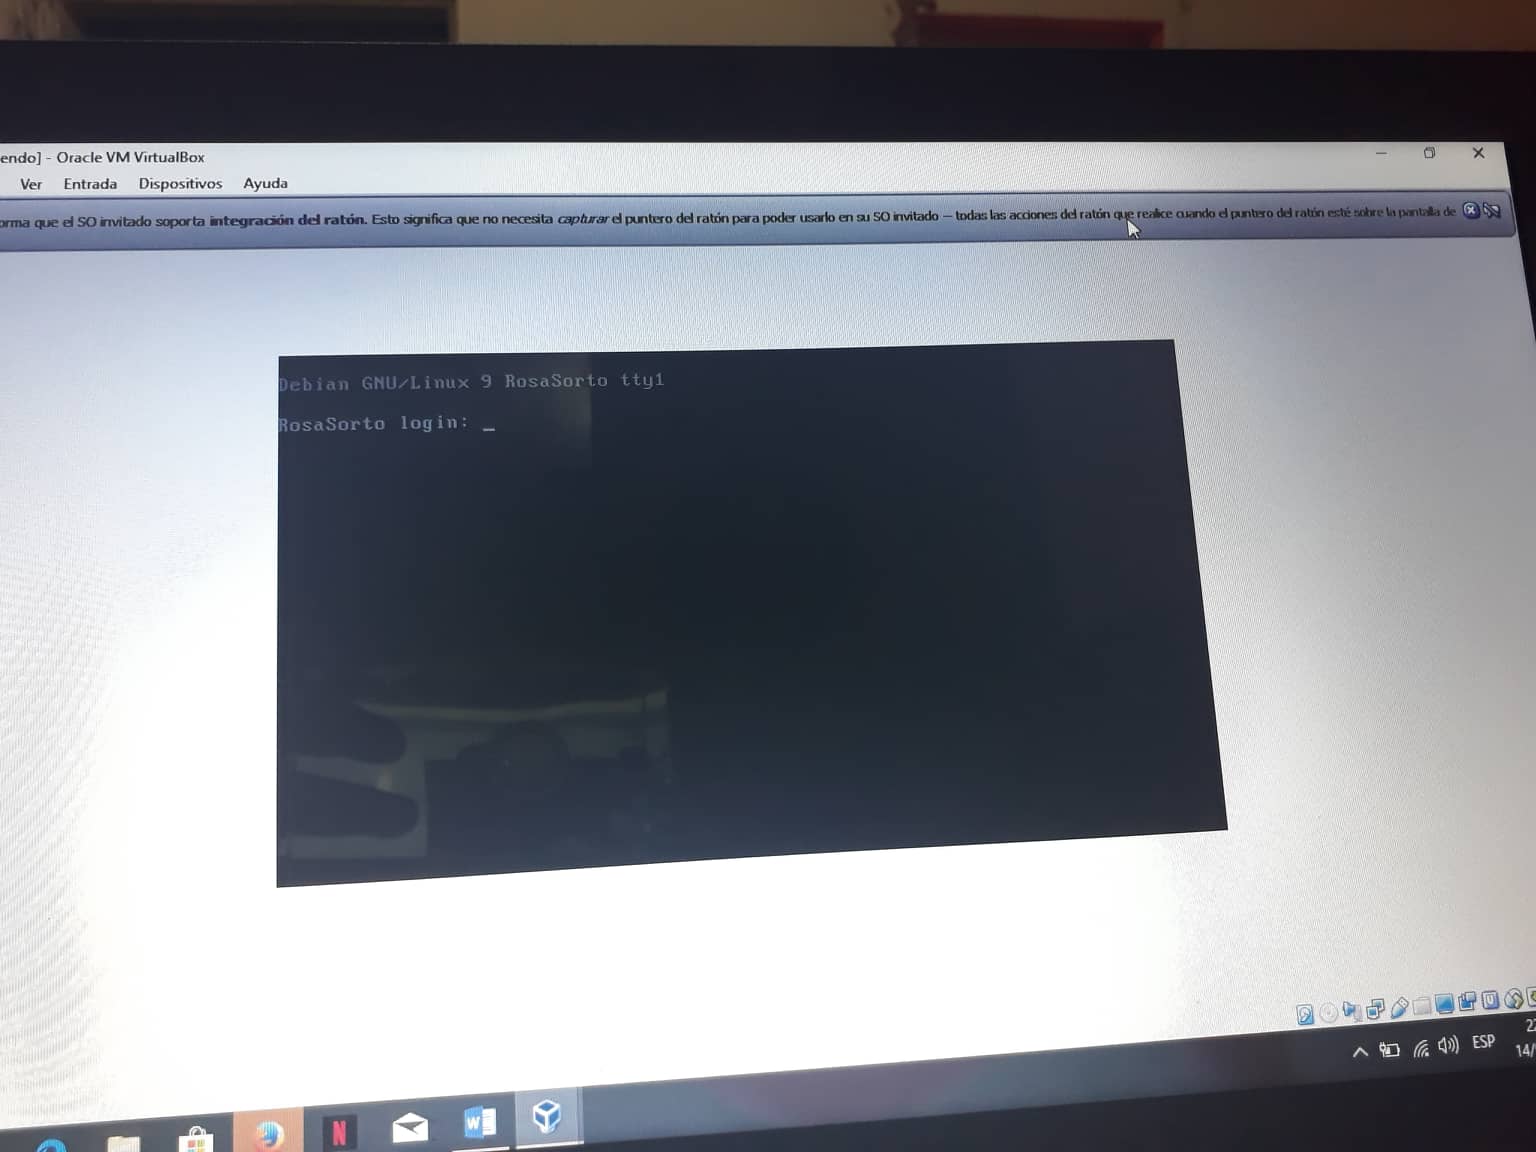 endo] - Oracle VM VirtualBox
Ver Entrada Dispositivos Ayuda
orma que el SO invitado soporta integración del ratón. Esto significa que no necesita capturar el puntero del ratón para poder usarlo en su SO invitado — todas las acciones del ratón que realice cuando el puntero del ratón esté sobre la pantalla de
Debian GNU/Linux 9 RosaSorto tty1
RosaSorto login: _
ESP
14/
N
W